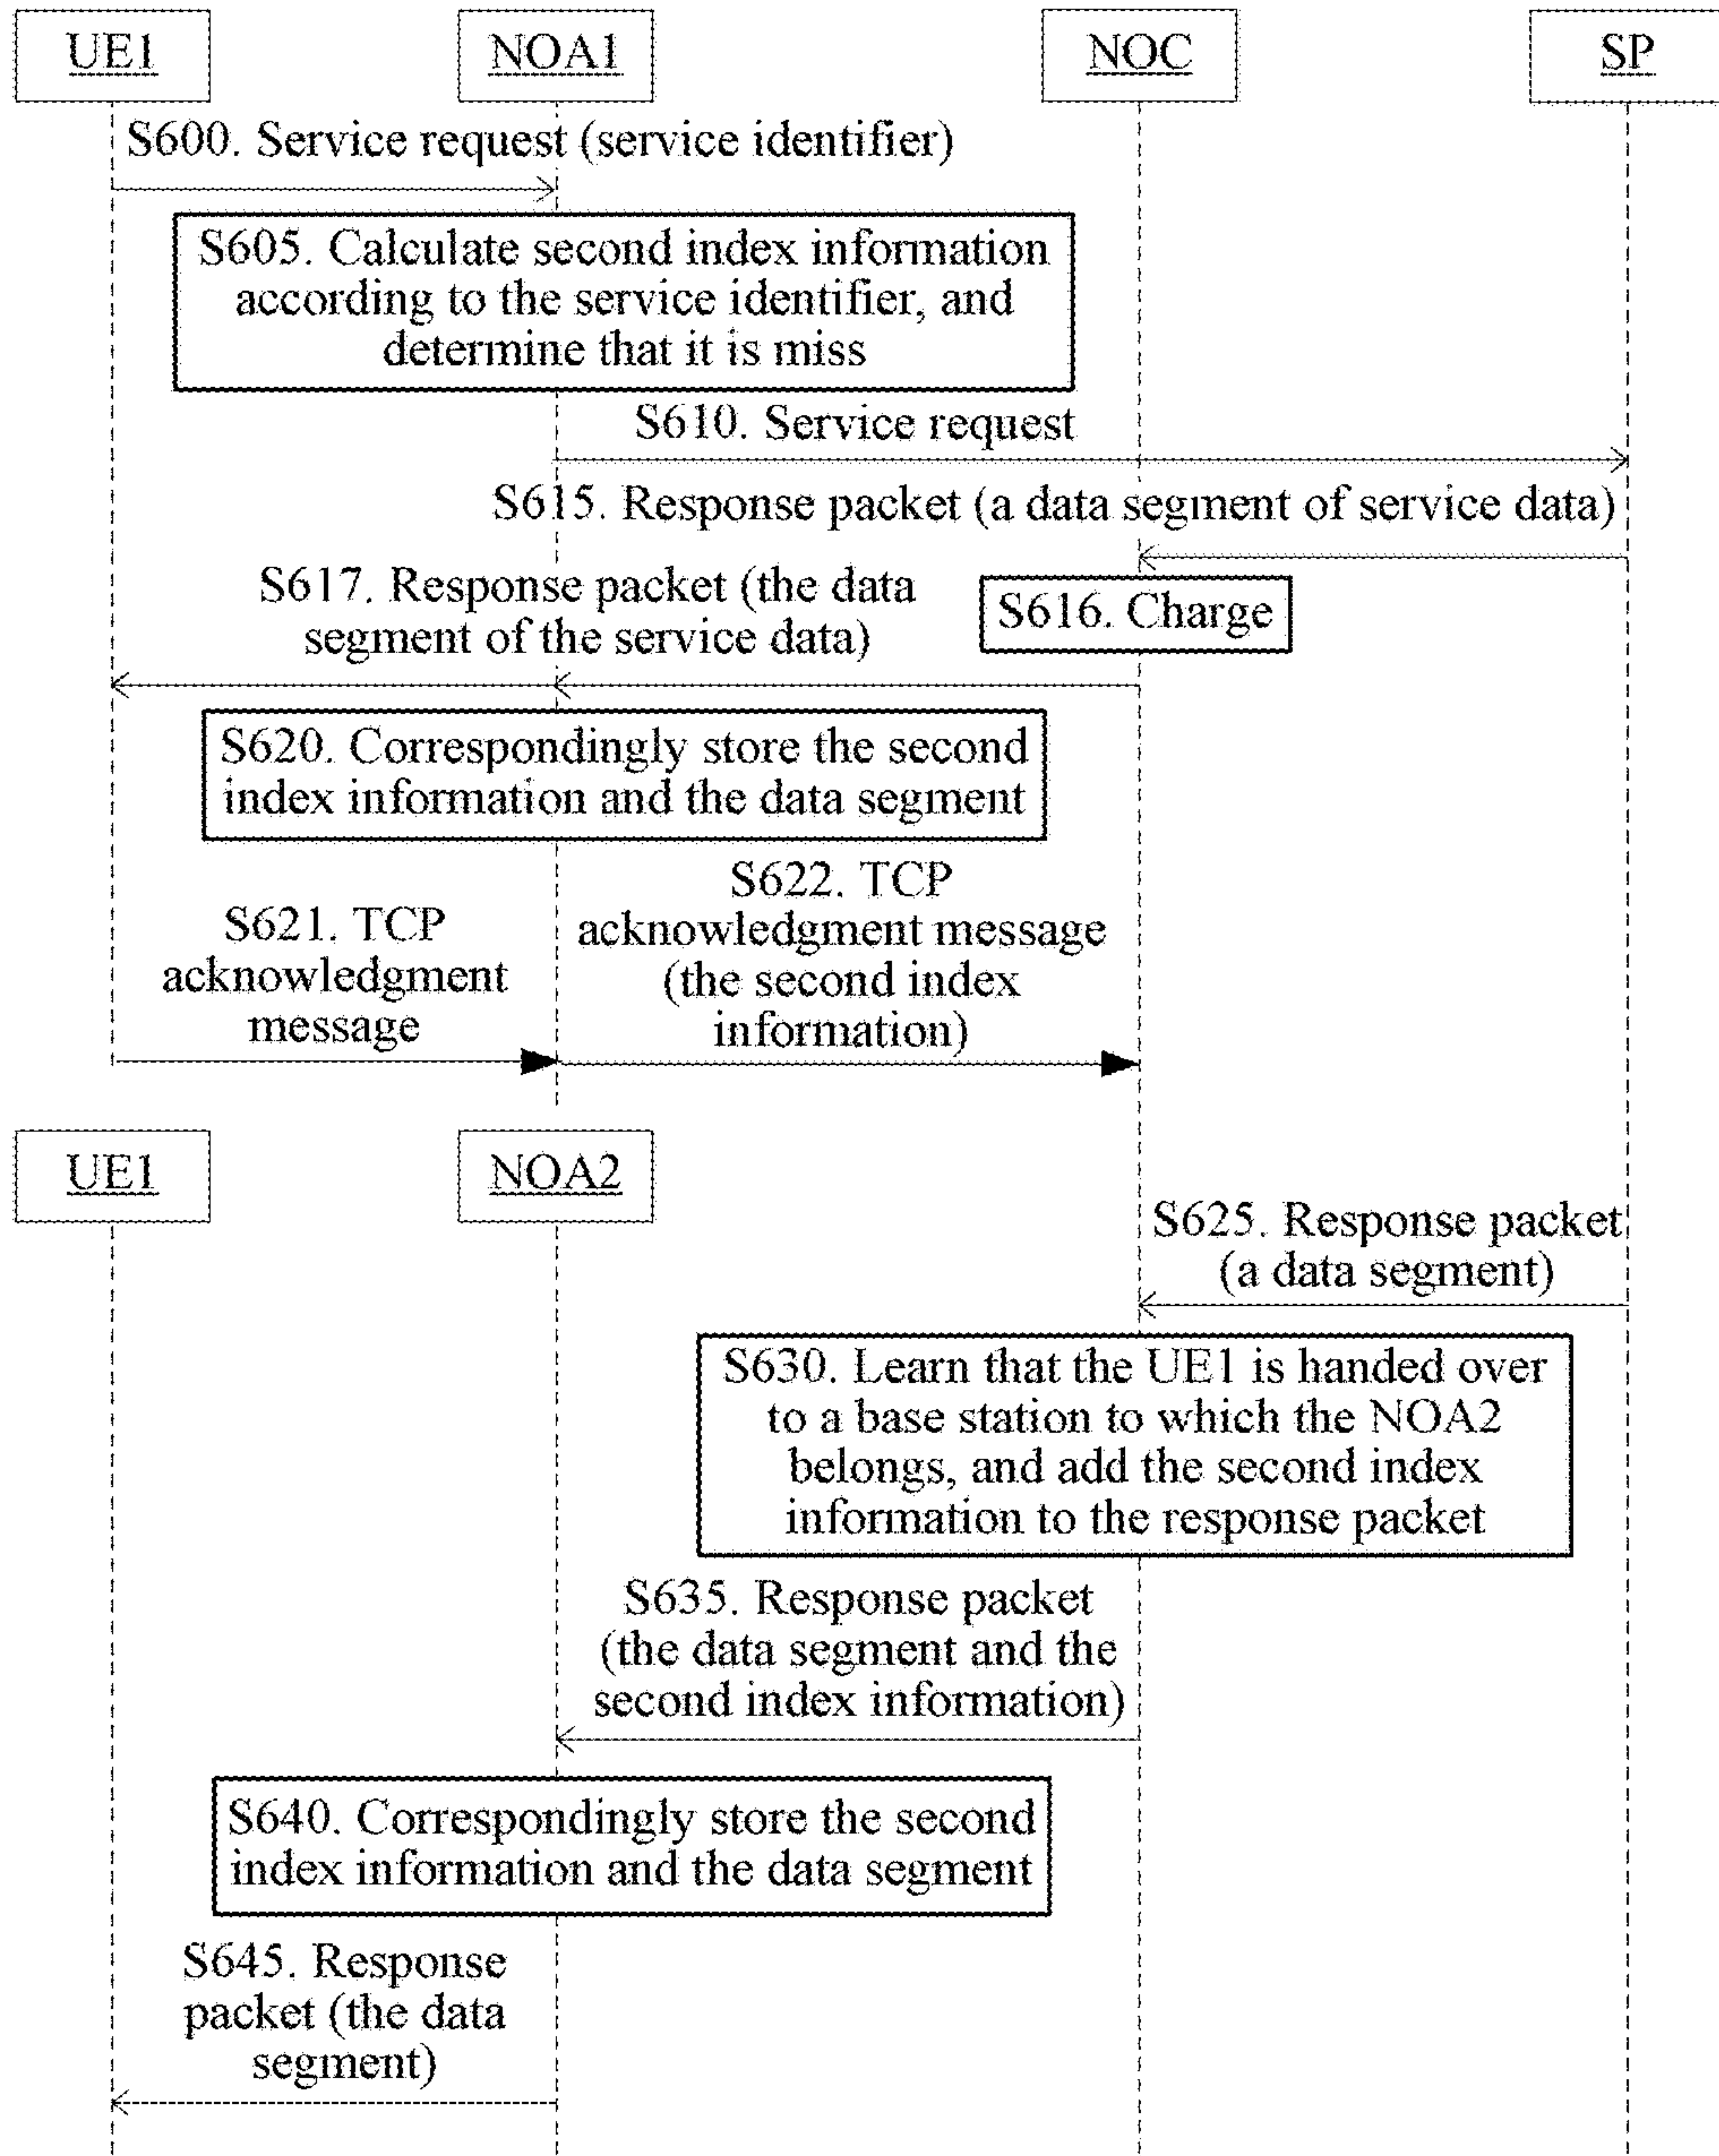 UE1
NOA1
NOC
SP
S600. Service request (service identifier)
S605. Calculate second index information
according to the service identifier, and
determine that it is miss
S610. Service request
S615. Response packet (a data segment of service data)
S617. Response packet (the data
segment of the service data)
S616. Charge
S620. Correspondingly store the second
index information and the data segment
S621. TCP
acknowledgment
message
S622. TCP
acknowledgment message
(the second index
information)
UE1
NOA2
S625. Response packet
(a data segment)
S630. Learn that the UE1 is handed over
to a base station to which the NOA2
belongs, and add the second index
information to the response packet
S635. Response packet
(the data segment and the
second index information)
S640. Correspondingly store the second
index information and the data segment
S645. Response
packet (the data
segment)